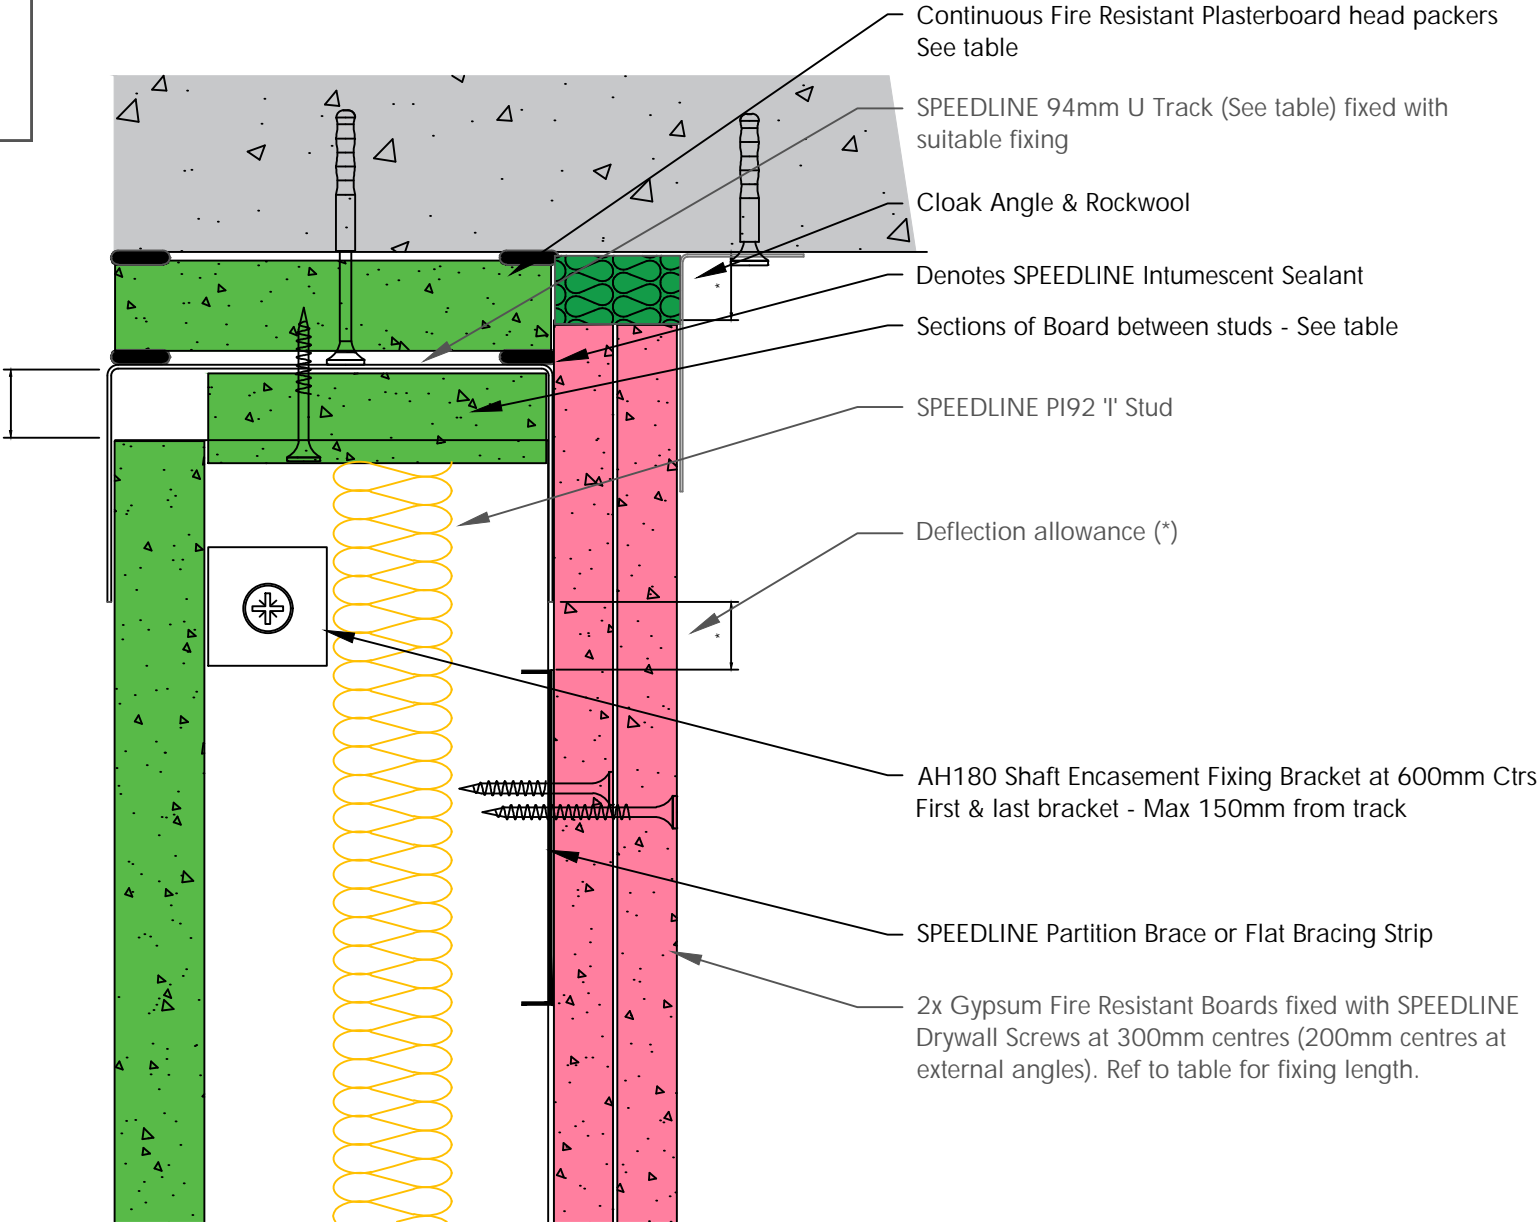 Continuous Fire Resistant Plasterboard head packers
See table
SPEEDLINE 94mm U Track (See table) fixed with
suitable fixing
Cloak Angle & Rockwool
*
Denotes SPEEDLINE Intumescent Sealant
Sections of Board between studs - See table
SPEEDLINE PI92 'I' Stud
Deflection allowance (*)
*
AH180 Shaft Encasement Fixing Bracket at 600mm Ctrs
First & last bracket - Max 150mm from track
SPEEDLINE Partition Brace or Flat Bracing Strip
2x Gypsum Fire Resistant Boards fixed with SPEEDLINE
Drywall Screws at 300mm centres (200mm centres at
external angles). Ref to table for fixing length.